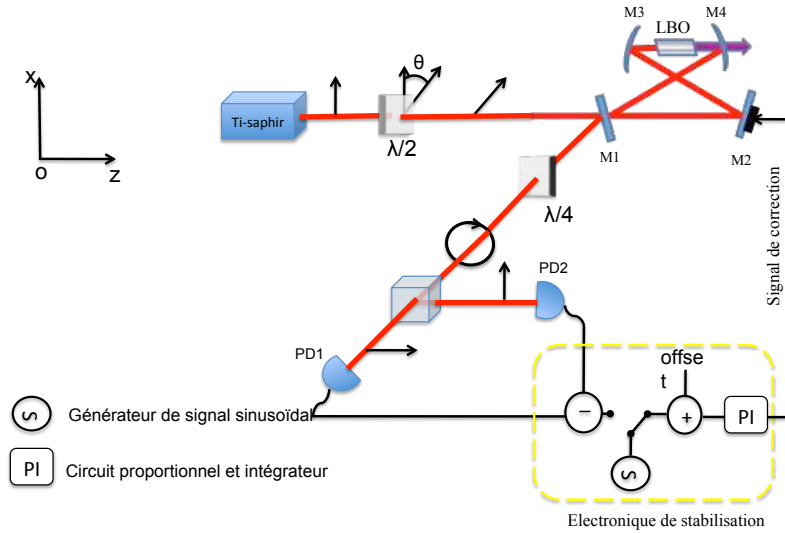 M3
LBO
M4
x
θ
Ti-saphir
λ/2
M1
M2
o
z
λ/4
Signal de correction
PD2
PD1
offse
t
−
+
PI
S
S
Générateur de signal sinusoïdal
PI
Circuit proportionnel et intégrateur
Electronique de stabilisation